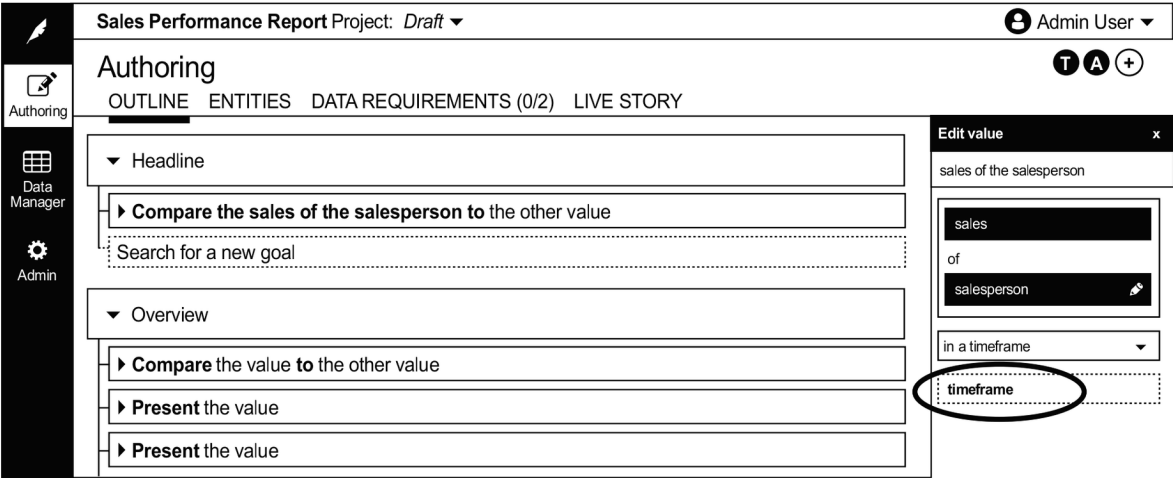 Sales Performance Report Project: Draft
Admin User
Authoring
Data
Manager
Admin
Authoring
T A +
OUTLINE ENTITIES DATA REQUIREMENTS (0/2) LIVE STORY
Headline
Compare the sales of the salesperson to the other value
Search for a new goal
Overview
Compare the value to the other value
Present the value
Present the value
Edit value x
sales of the salesperson
sales
of
salesperson
in a timeframe
timeframe